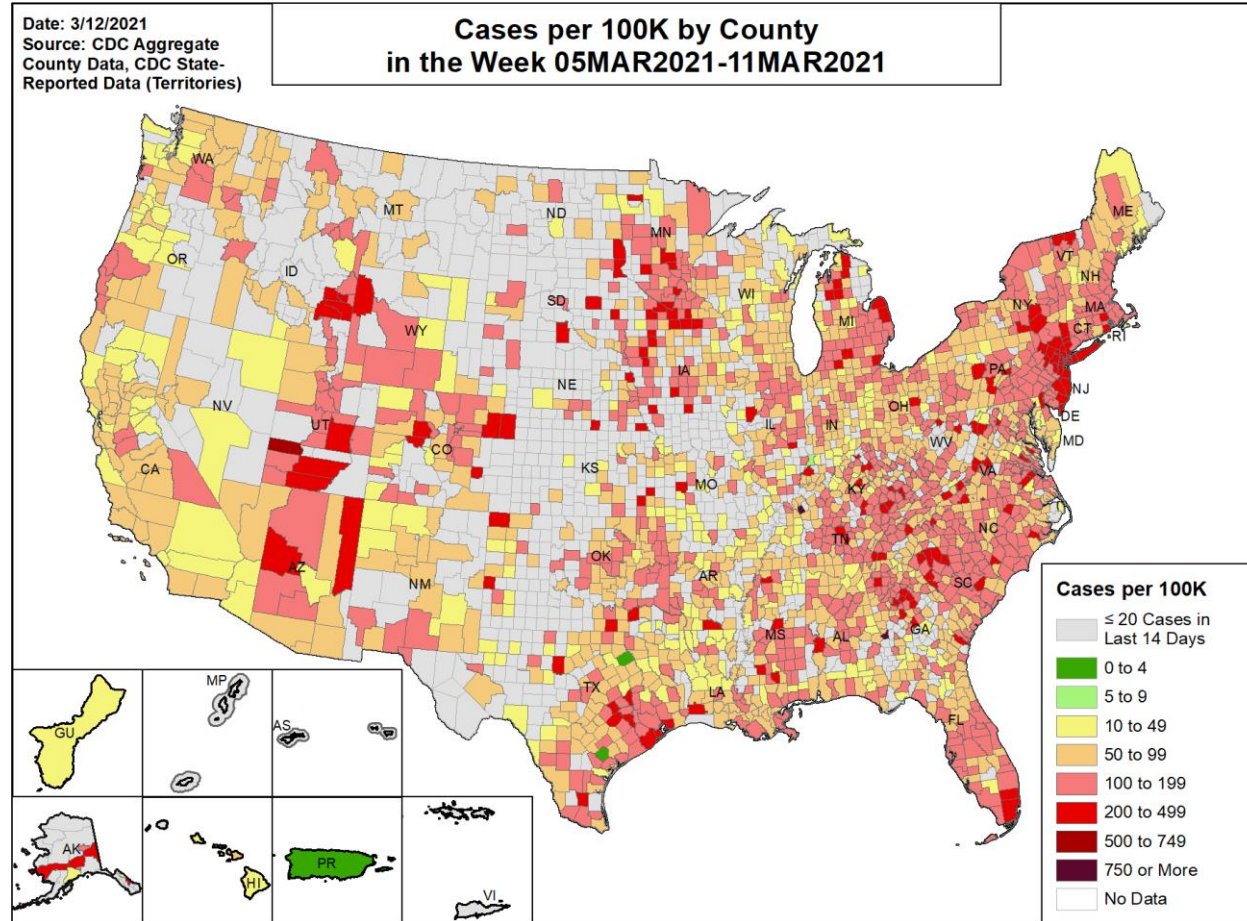 Date: 3/12/2021
Source: CDC Aggregate
County Data, CDC State-
Reported Data (Territories)
Cases per 100K by County
in the Week 05MAR2021-11MAR2021
WA
MT
ND
MN
ME
OR
ID
SD
WI
VT
NH
NY
MA
MI
CT
RI
WY
IA
PA
NJ
NE
OH
NV
UT
IL
IN
DE
MD
CO
WV
CA
KS
MO
KY
VA
TN
NC
AZ
NM
OK
AR
SC
MS
AL
GA
TX
LA
FL
GU
MP
AS
AK
HI
PR
VI
Cases per 100K
≤ 20 Cases in
Last 14 Days
0 to 4
5 to 9
10 to 49
50 to 99
100 to 199
200 to 499
500 to 749
750 or More
No Data